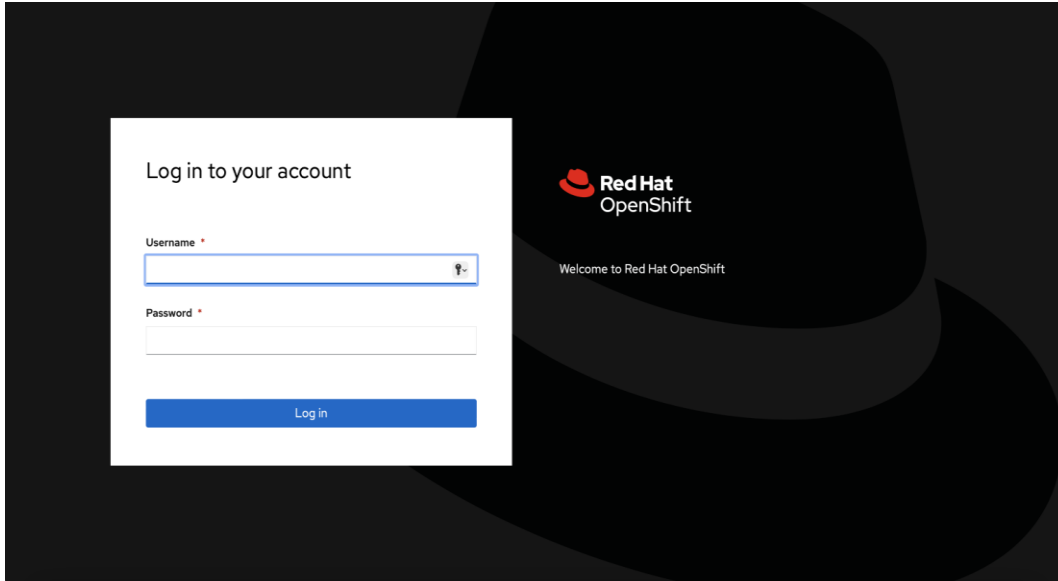 Log in to your account
Username *
Password *
Log in
Red Hat
OpenShift
Welcome to Red Hat OpenShift